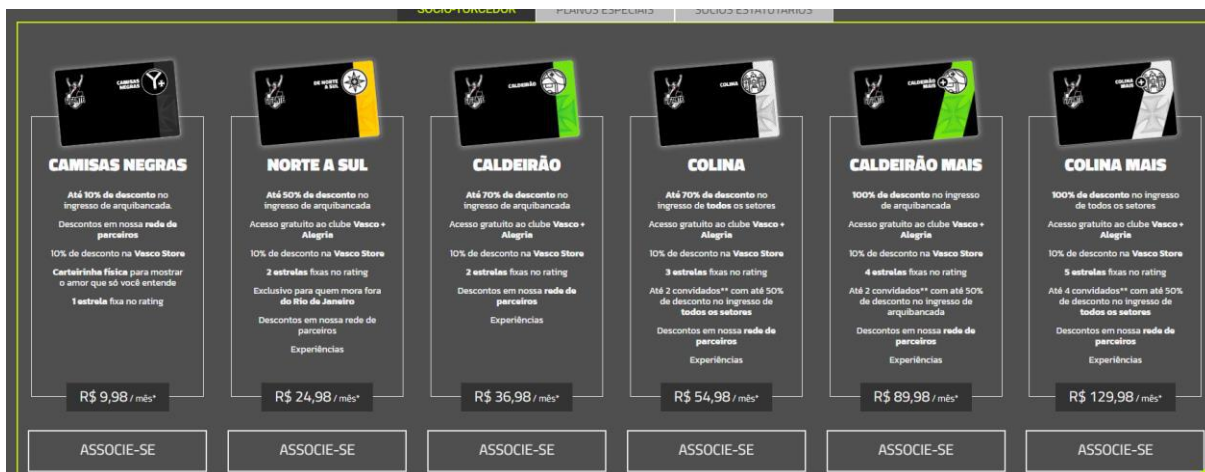 SÓCIO-TORCEDOR
PLANOS ESPECIAIS
SÓCIOS ESTATUTÁRIOS
CAMISAS
NEGRAS
CAMISAS NEGRAS
Até 10% de desconto no
ingresso de arquibancada.
Descontos em nossa rede de
parceiros
10% de desconto na Vasco Store
Carteirinha física para mostrar
o amor que só você entende
1 estrela fixa no rating
R$ 9,98 / mês*
ASSOCIE-SE
DE NORTE
A SUL
NORTE A SUL
Até 50% de desconto no
ingresso de arquibancada
Acesso gratuito ao clube Vasco +
Alegria
10% de desconto na Vasco Store
2 estrelas fixas no rating
Exclusivo para quem mora fora
do Rio de Janeiro
Descontos em nossa rede de
parceiros
Experiências
R$ 24,98 / mês*
ASSOCIE-SE
CALDEIRÃO
CALDEIRÃO
Até 70% de desconto no
ingresso de arquibancada
Acesso gratuito ao clube Vasco +
Alegria
10% de desconto na Vasco Store
2 estrelas fixas no rating
Descontos em nossa rede de
parceiros
Experiências
R$ 36,98 / mês*
ASSOCIE-SE
COLINA
COLINA
Até 70% de desconto no
ingresso de todos os setores
Acesso gratuito ao clube Vasco +
Alegria
10% de desconto na Vasco Store
3 estrelas fixas no rating
Até 2 convidados** com até 50%
de desconto no ingresso de
todos os setores
Descontos em nossa rede de
parceiros
Experiências
R$ 54,98 / mês*
ASSOCIE-SE
CALDEIRÃO
MAIS
CALDEIRÃO MAIS
100% de desconto no ingresso
de arquibancada
Acesso gratuito ao clube Vasco +
Alegria
10% de desconto na Vasco Store
4 estrelas fixas no rating
Até 2 convidados** com até 50%
de desconto no ingresso de
arquibancada
Descontos em nossa rede de
parceiros
Experiências
R$ 89,98 / mês*
ASSOCIE-SE
COLINA
MAIS
COLINA MAIS
100% de desconto no ingresso
de todos os setores
Acesso gratuito ao clube Vasco +
Alegria
10% de desconto na Vasco Store
5 estrelas fixas no rating
Até 4 convidados** com até 50%
de desconto no ingresso de
todos os setores
Descontos em nossa rede de
parceiros
Experiências
R$ 129,98 / mês*
ASSOCIE-SE